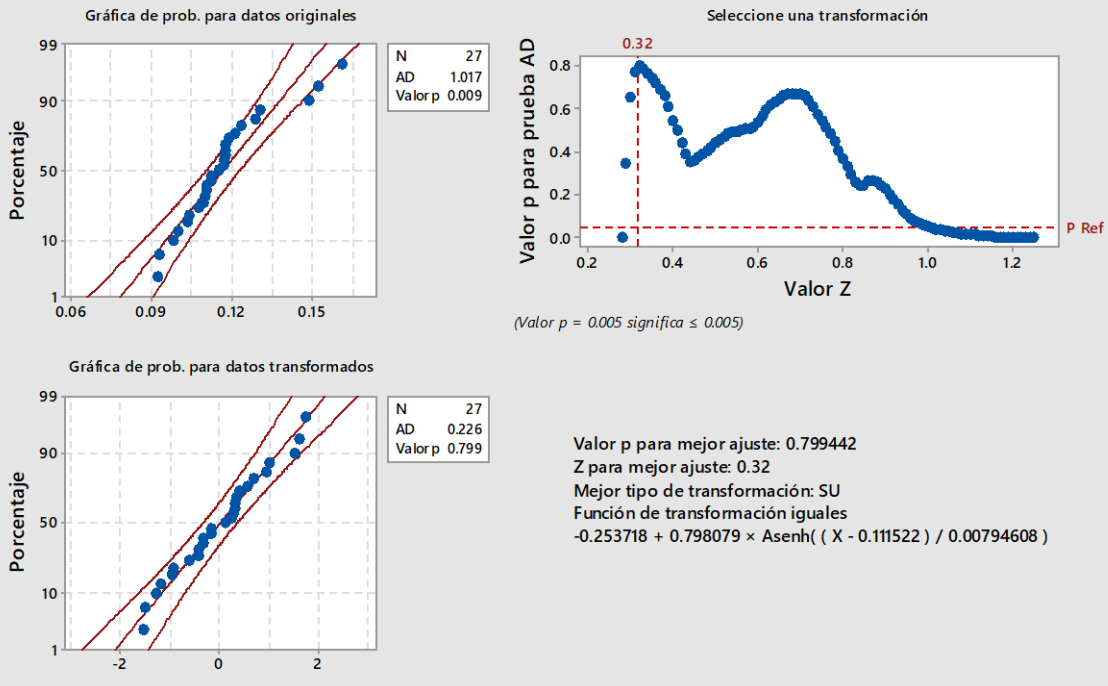 Gráfica de prob. para datos originales
99
90
50
10
1
Porcentaje
0.06 0.09 0.12 0.15
N 27
AD 1.017
Valor p 0.009
Seleccione una transformación
0.32
0.8
0.6
0.4
0.2
0.0
Valor p para prueba AD
P Ref
0.2 0.4 0.6 0.8 1.0 1.2
Valor Z
(Valor p = 0.005 significa ≤ 0.005)
Gráfica de prob. para datos transformados
99
90
50
10
1
Porcentaje
-2 0 2
N 27
AD 0.226
Valor p 0.799
Valor p para mejor ajuste: 0.799442
Z para mejor ajuste: 0.32
Mejor tipo de transformación: SU
Función de transformación iguales
-0.253718 + 0.798079 × Asenh( ( X - 0.111522 ) / 0.00794608 )